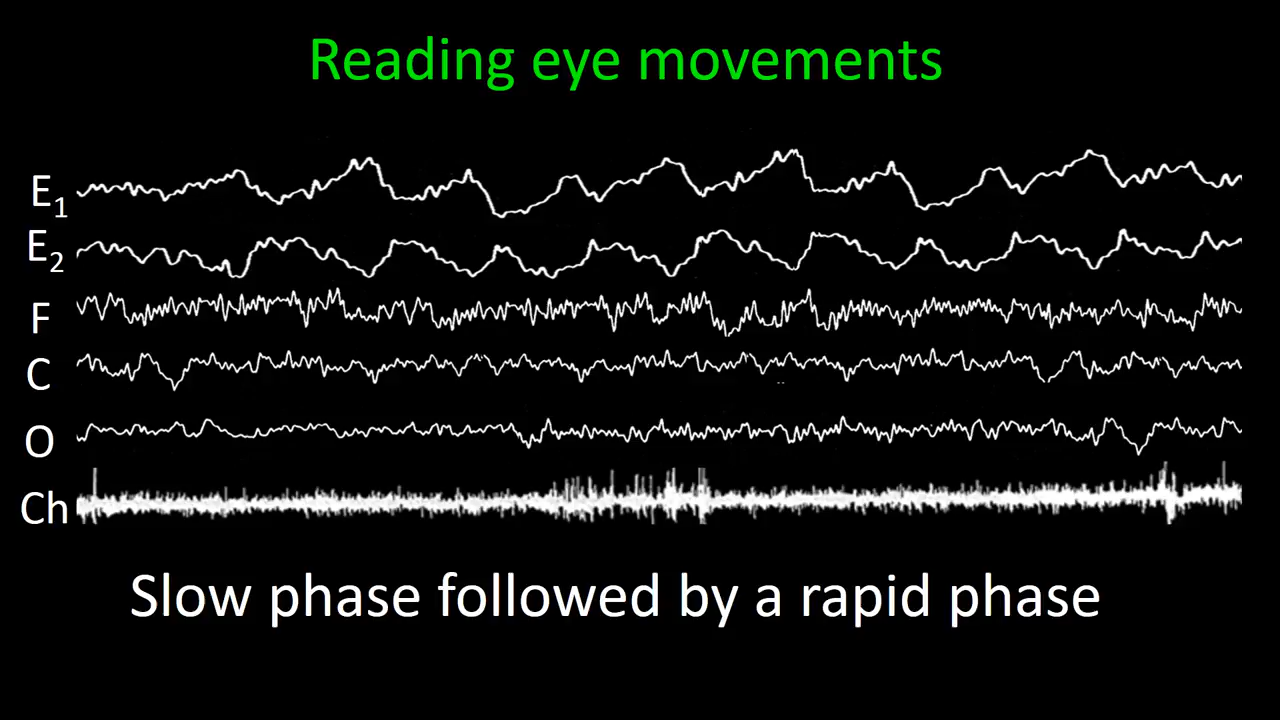 Reading eye movements
E1
E2
F
C
O
Ch
Slow phase followed by a rapid phase